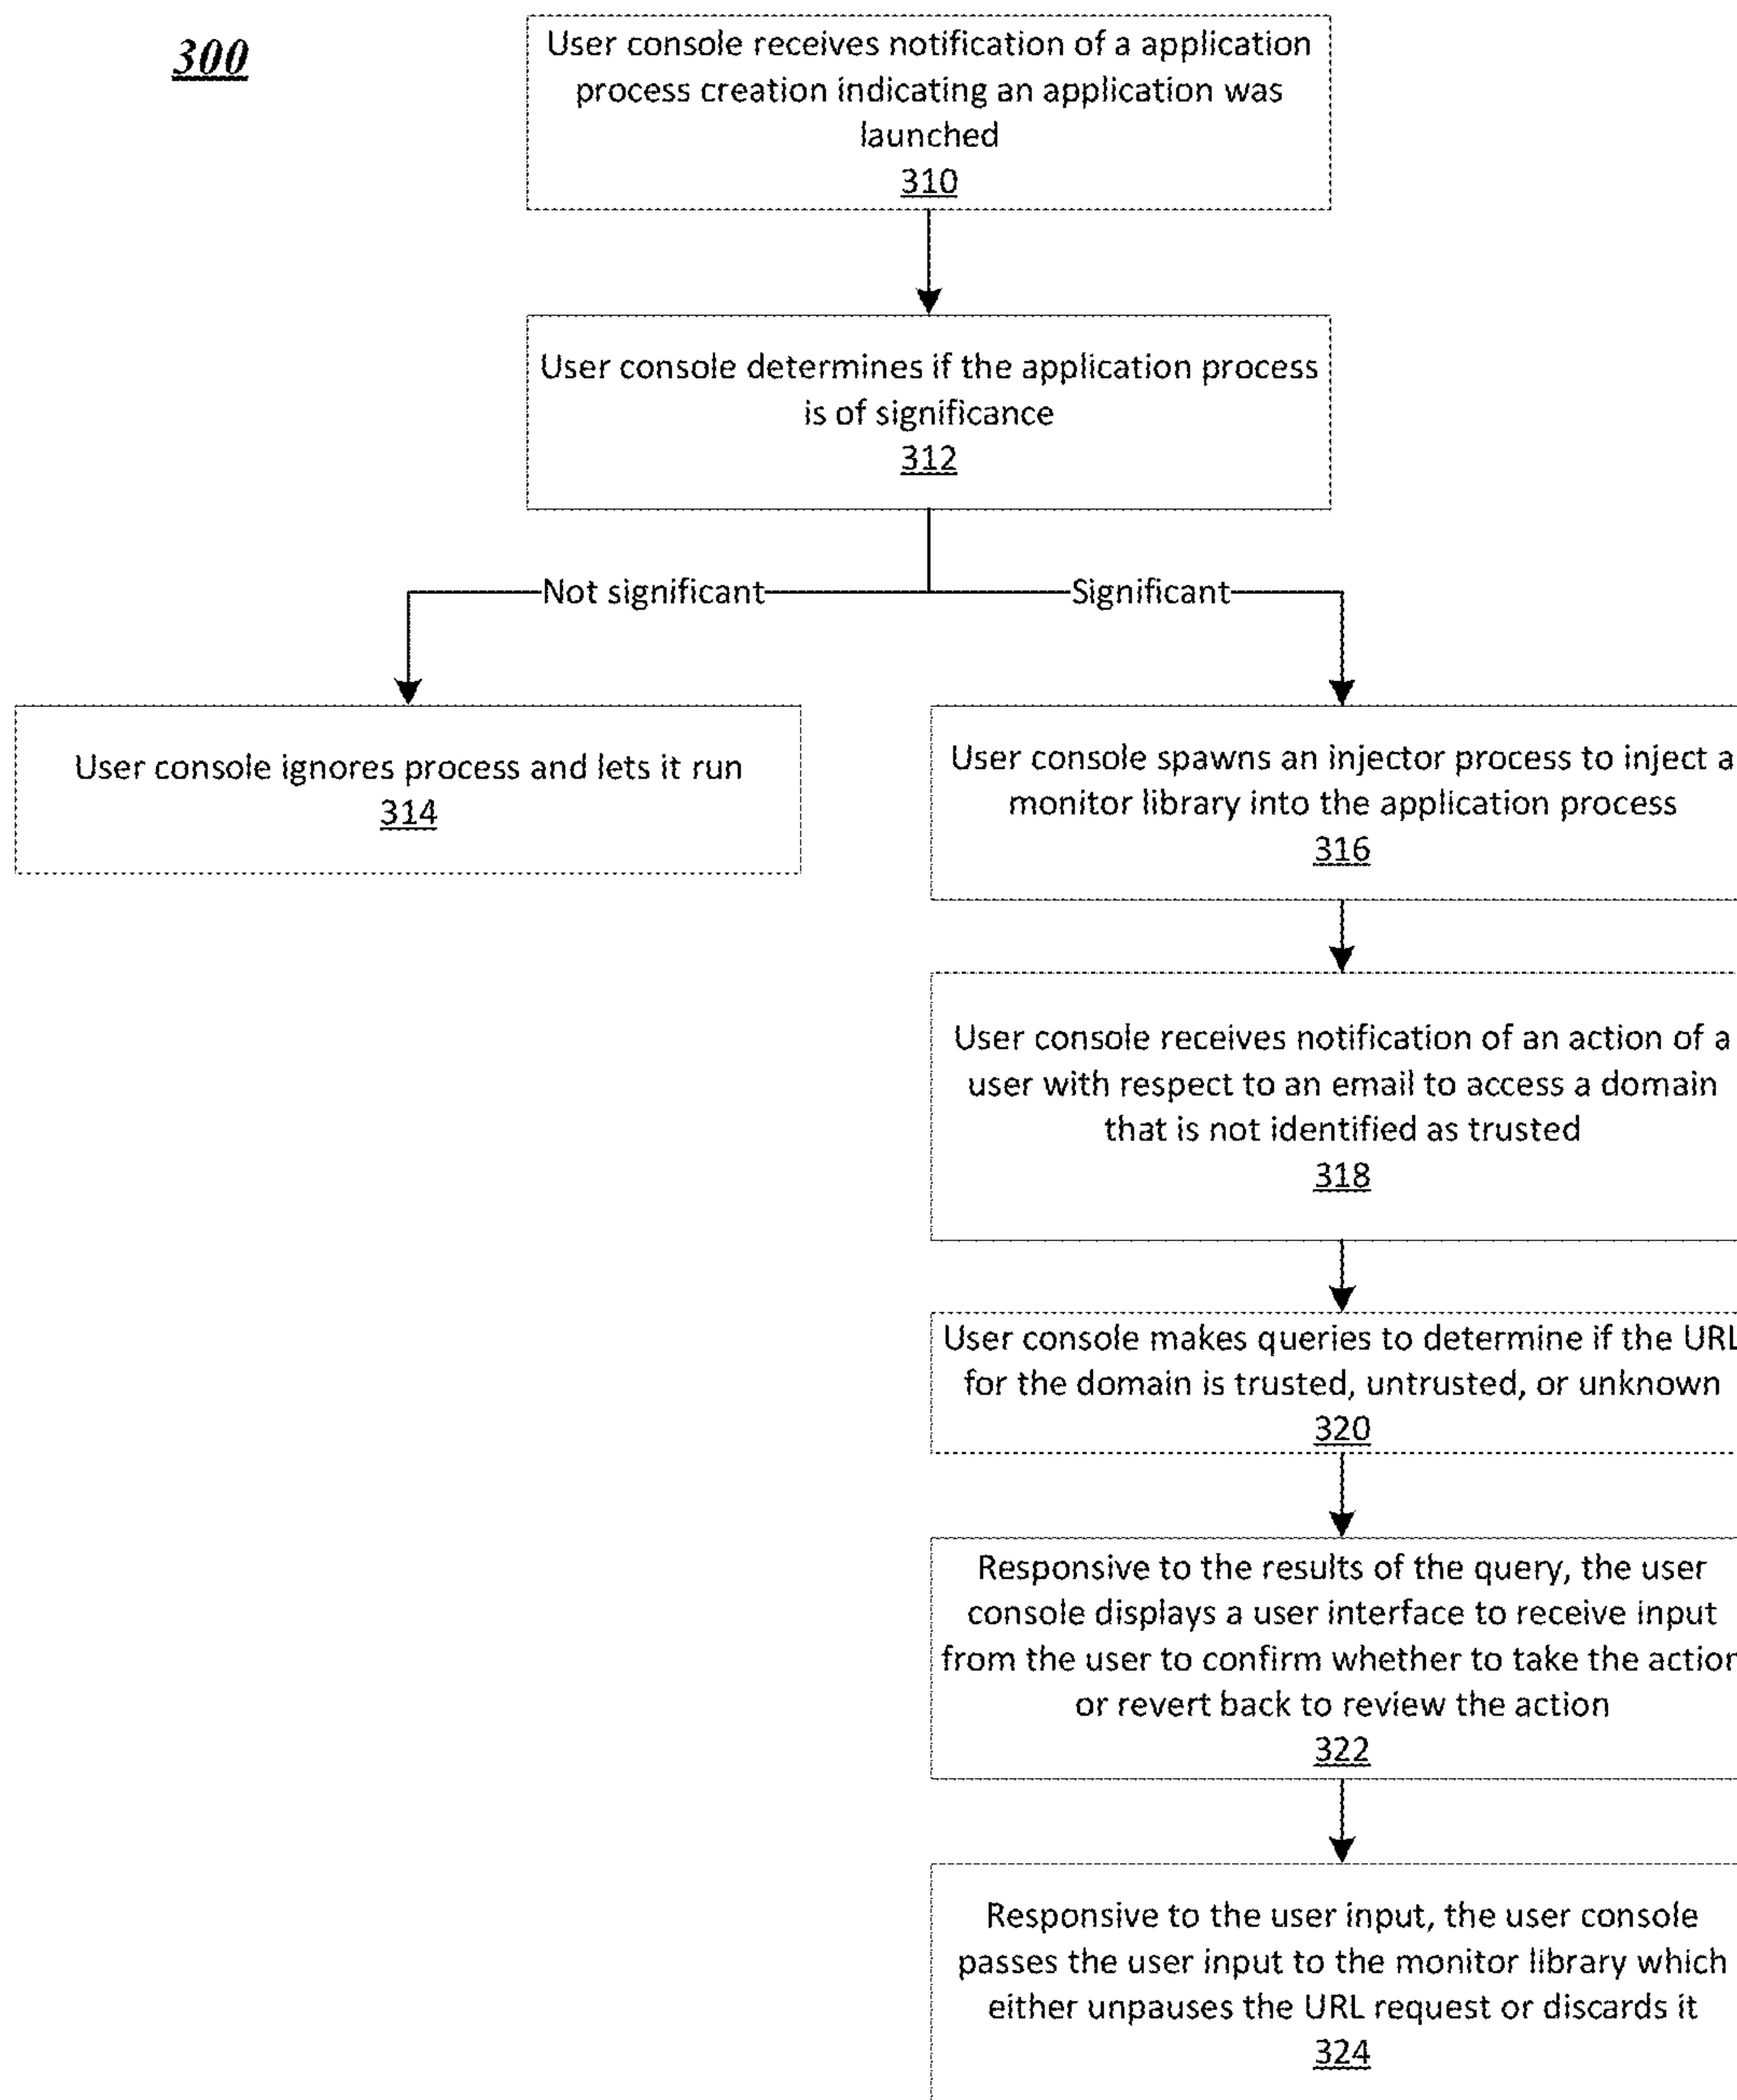 300
User console receives notification of a application
process creation indicating an application was
launched
310
User console determines if the application process
is of significance
312
Not significant
Significant
User console ignores process and lets it run
314
User console spawns an injector process to inject a
monitor library into the application process
316
User console receives notification of an action of a
user with respect to an email to access a domain
that is not identified as trusted
318
User console makes queries to determine if the URL
for the domain is trusted, untrusted, or unknown
320
Responsive to the results of the query, the user
console displays a user interface to receive input
from the user to confirm whether to take the action
or revert back to review the action
322
Responsive to the user input, the user console
passes the user input to the monitor library which
either unpauses the URL request or discards it
324